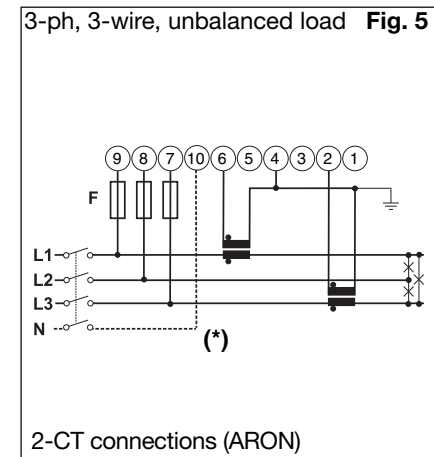 3-ph, 3-wire, unbalanced load Fig. 5
9 8 7 10 6 5 4 3 2 1
F
L1
L2
L3
N
(*)
2-CT connections (ARON)